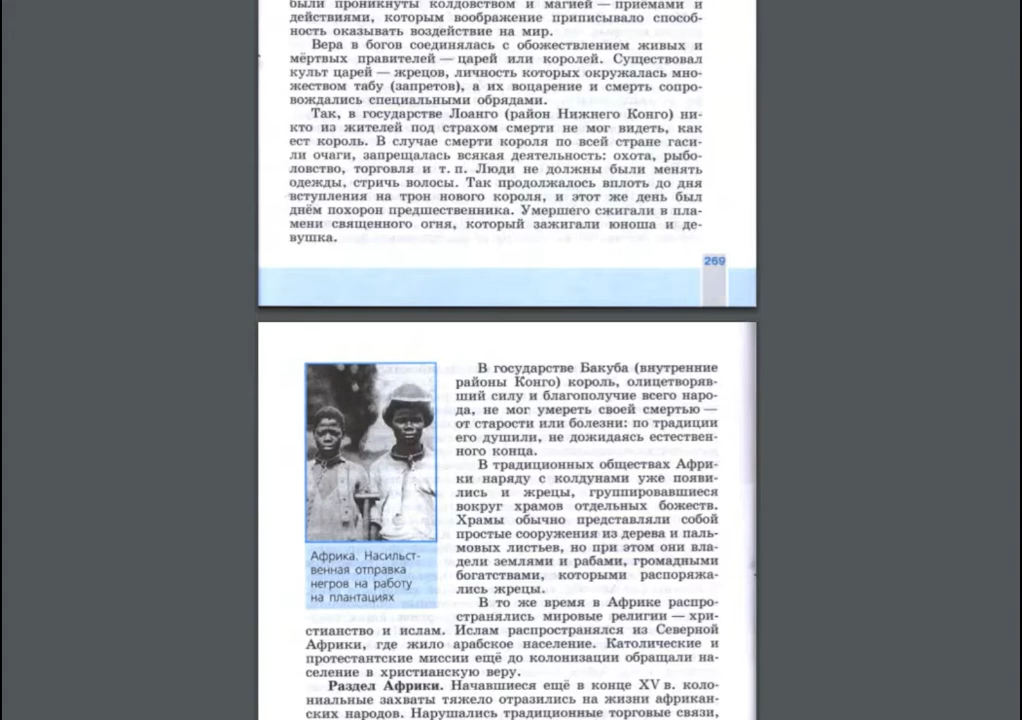 были проникнуты колдовством и магией — приёмами и
действиями, которым воображение приписывало способ-
ность оказывать воздействие на мир.
Вера в богов соединялась с обожествлением живых и
мёртвых правителей — царей или королей. Существовал
культ царей — жрецов, личность которых окружалась мно-
жеством табу (запретов), а их воцарение и смерть сопро-
вождались специальными обрядами.
Так, в государстве Лоанго (район Нижнего Конго) ни-
кто из жителей под страхом смерти не мог видеть, как
ест король. В случае смерти короля по всей стране гаси-
ли очаги, запрещалась всякая деятельность: охота, рыбо-
ловство, торговля и т. п. Люди не должны были менять
одежды, стричь волосы. Так продолжалось вплоть до дня
вступления на трон нового короля, и этот же день был
днём похорон предшественника. Умершего сжигали в пла-
мени священного огня, который зажигали юноша и де-
вушка.
269
В государстве Бакуба (внутренние
районы Конго) король, олицетворяв-
ший силу и благополучие всего наро-
да, не мог умереть своей смертью —
от старости или болезни: по традиции
его душили, не дожидаясь естествен-
ного конца.
В традиционных обществах Афри-
ки наряду с колдунами уже появи-
лись и жрецы, группировавшиеся
вокруг храмов отдельных божеств.
Храмы обычно представляли собой
простые сооружения из дерева и паль-
мовых листьев, но при этом они вла-
дели землями и рабами, громадными
богатствами, которыми распоряжа-
лись жрецы.
Африка. Насильст-
венная отправка
негров на работу
на плантациях
В то же время в Африке распро-
странялись мировые религии — хри-
стианство и ислам. Ислам распространялся из Северной
Африки, где жило арабское население. Католические и
протестантские миссии ещё до колонизации обращали на-
селение в христианскую веру.
Раздел Африки. Начавшиеся ещё в конце XV в. коло-
ниальные захваты тяжело отразились на жизни африкан-
ских народов. Нарушались традиционные торговые связи,